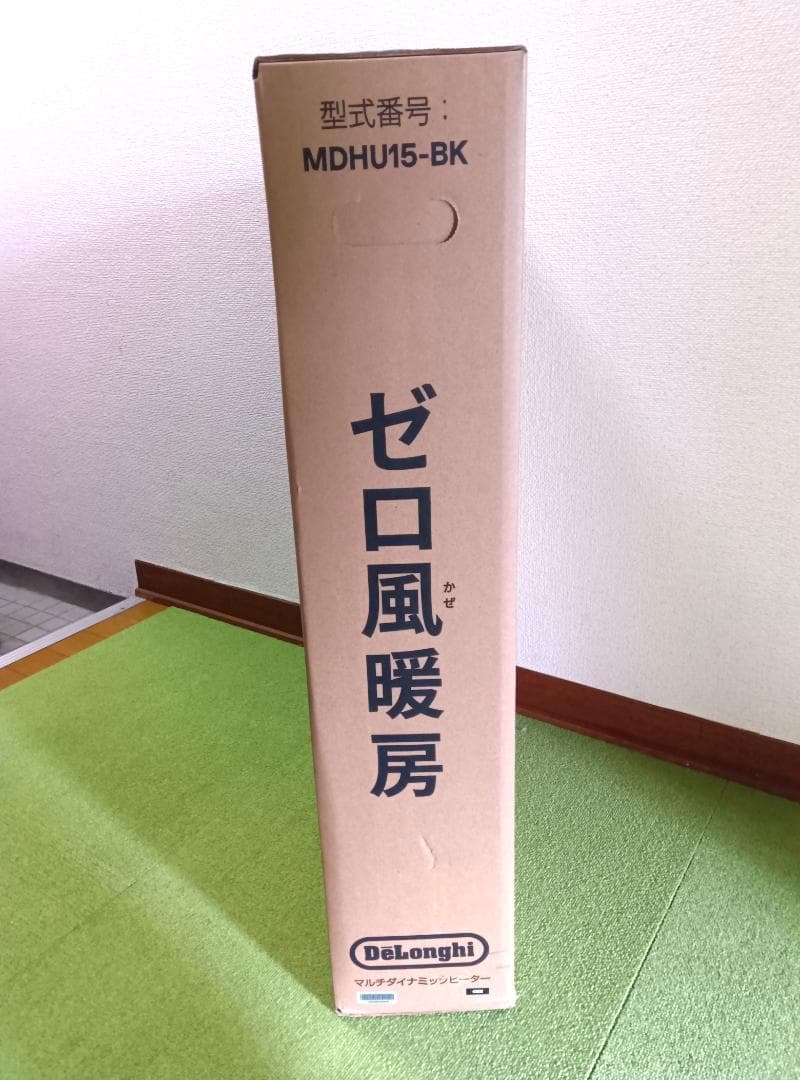 型式番号：
MDHU15-BK
ゼロ風暖房
かぜ
DeLonghi
マルチダイナミックヒーター